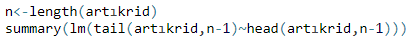 n<-length(artıkrid)
summary(lm(tail(artıkrid,n-1)~head(artıkrid,n-1)))